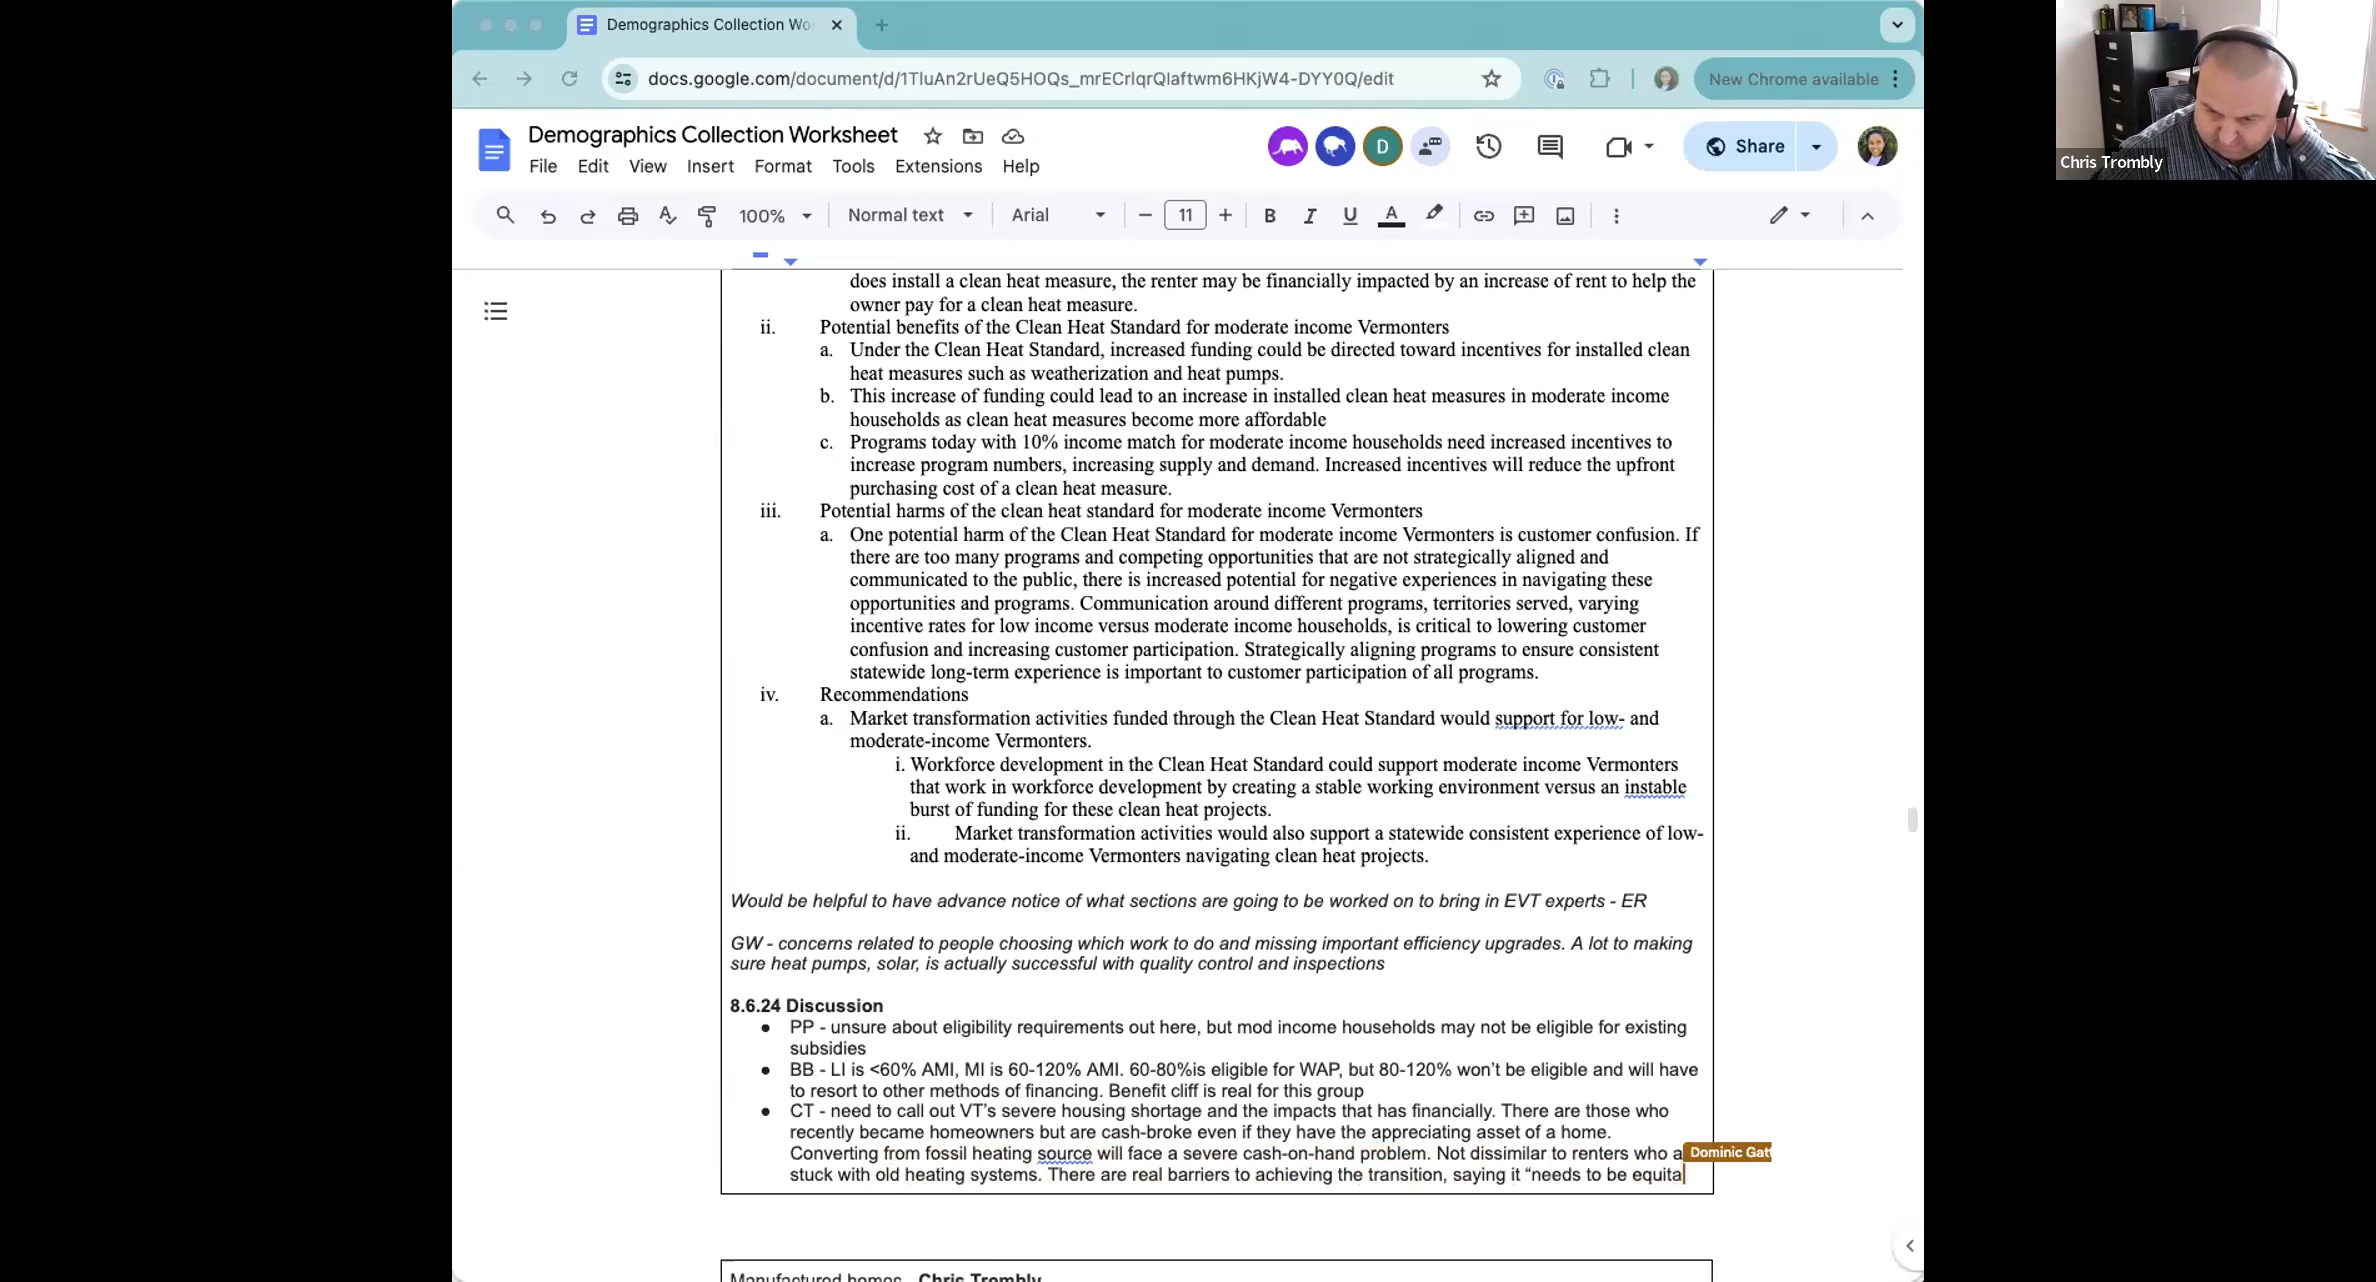 Demographics Collection Wo
docs.google.com/document/d/1TIuAn2rUeQ5HOQs_mrECrlqrQlaftwm6HKjW4-DYY0Q/edit
New Chrome available
Demographics Collection Worksheet
D
Share
File Edit View Insert Format Tools Extensions Help
100% Normal text Arial 11 B I U A
does install a clean heat measure, the renter may be financially impacted by an increase of rent to help the
owner pay for a clean heat measure.
ii. Potential benefits of the Clean Heat Standard for moderate income Vermonters
a. Under the Clean Heat Standard, increased funding could be directed toward incentives for installed clean
heat measures such as weatherization and heat pumps.
b. This increase of funding could lead to an increase in installed clean heat measures in moderate income
households as clean heat measures become more affordable
c. Programs today with 10% income match for moderate income households need increased incentives to
increase program numbers, increasing supply and demand. Increased incentives will reduce the upfront
purchasing cost of a clean heat measure.
iii. Potential harms of the clean heat standard for moderate income Vermonters
a. One potential harm of the Clean Heat Standard for moderate income Vermonters is customer confusion. If
there are too many programs and competing opportunities that are not strategically aligned and
communicated to the public, there is increased potential for negative experiences in navigating these
opportunities and programs. Communication around different programs, territories served, varying
incentive rates for low income versus moderate income households, is critical to lowering customer
confusion and increasing customer participation. Strategically aligning programs to ensure consistent
statewide long-term experience is important to customer participation of all programs.
iv. Recommendations
a. Market transformation activities funded through the Clean Heat Standard would support for low- and
moderate-income Vermonters.
i. Workforce development in the Clean Heat Standard could support moderate income Vermonters
that work in workforce development by creating a stable working environment versus an instable
burst of funding for these clean heat projects.
ii. Market transformation activities would also support a statewide consistent experience of low-
and moderate-income Vermonters navigating clean heat projects.
Would be helpful to have advance notice of what sections are going to be worked on to bring in EVT experts - ER
GW - concerns related to people choosing which work to do and missing important efficiency upgrades. A lot to making
sure heat pumps, solar, is actually successful with quality control and inspections
8.6.24 Discussion
● PP - unsure about eligibility requirements out here, but mod income households may not be eligible for existing
subsidies
● BB - LI is <60% AMI, MI is 60-120% AMI. 60-80%is eligible for WAP, but 80-120% won't be eligible and will have
to resort to other methods of financing. Benefit cliff is real for this group
● CT - need to call out VT's severe housing shortage and the impacts that has financially. There are those who
recently became homeowners but are cash-broke even if they have the appreciating asset of a home.
Converting from fossil heating source will face a severe cash-on-hand problem. Not dissimilar to renters who a
Dominic Gat
stuck with old heating systems. There are real barriers to achieving the transition, saying it “needs to be equita
Manufactured homes - Chris Trombly
Chris Trombly